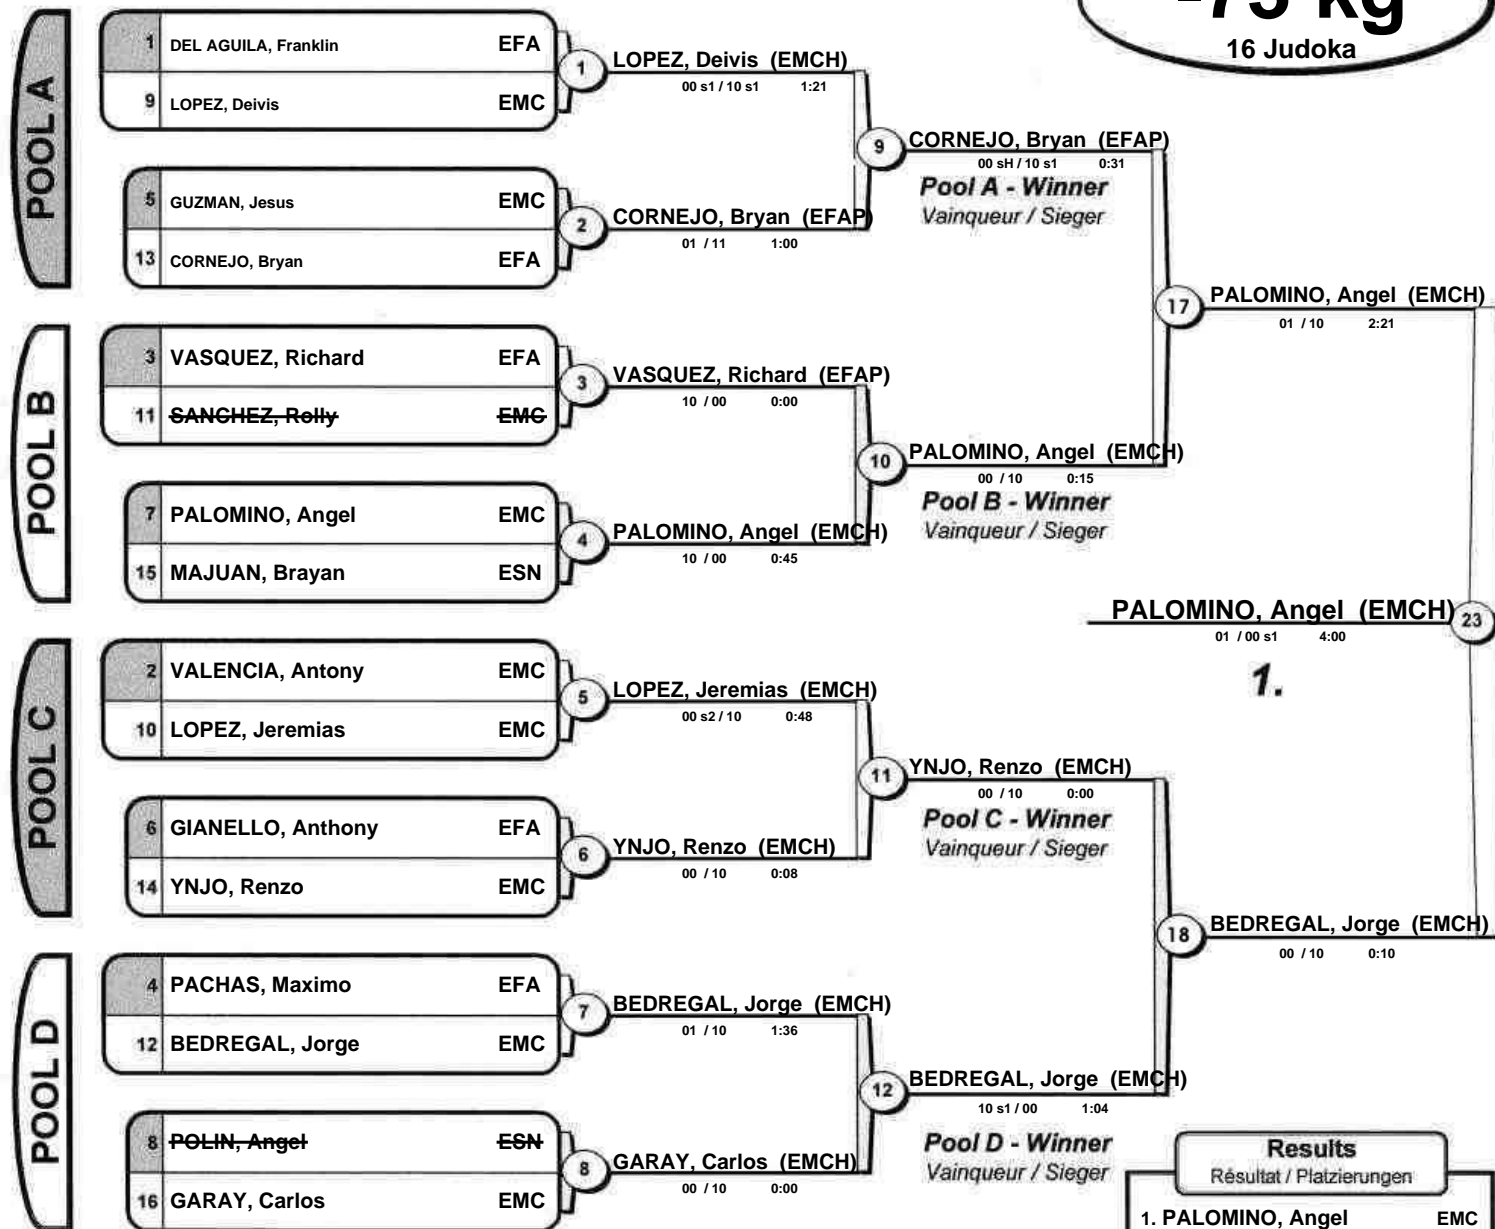 -73 kg
16 Judoka
POOL A
1 DEL AGUILA, Franklin EFA
9 LOPEZ, Deivis EMC
1
LOPEZ, Deivis (EMCH)
00 s1 / 10 s1 1:21
5 GUZMAN, Jesus EMC
13 CORNEJO, Bryan EFA
2
CORNEJO, Bryan (EFAP)
01 / 11 1:00
9
CORNEJO, Bryan (EFAP)
00 sH / 10 s1 0:31
Pool A - Winner
Vainqueur / Sieger
POOL B
3 VASQUEZ, Richard EFA
11 SANCHEZ, Rolly EMC
3
VASQUEZ, Richard (EFAP)
10 / 00 0:00
7 PALOMINO, Angel EMC
15 MAJUAN, Brayan ESN
4
PALOMINO, Angel (EMCH)
10 / 00 0:45
10
PALOMINO, Angel (EMCH)
00 / 10 0:15
Pool B - Winner
Vainqueur / Sieger
17
PALOMINO, Angel (EMCH)
01 / 10 2:21
PALOMINO, Angel (EMCH)
23
01 / 00 s1 4:00
1.
POOL C
2 VALENCIA, Antony EMC
10 LOPEZ, Jeremias EMC
5
LOPEZ, Jeremias (EMCH)
00 s2 / 10 0:48
6 GIANELLO, Anthony EFA
14 YNJO, Renzo EMC
6
YNJO, Renzo (EMCH)
00 / 10 0:08
11
YNJO, Renzo (EMCH)
00 / 10 0:00
Pool C - Winner
Vainqueur / Sieger
POOL D
4 PACHAS, Maximo EFA
12 BEDREGAL, Jorge EMC
7
BEDREGAL, Jorge (EMCH)
01 / 10 1:36
8 POLIN, Angel ESN
16 GARAY, Carlos EMC
8
GARAY, Carlos (EMCH)
00 / 10 0:00
12
BEDREGAL, Jorge (EMCH)
10 s1 / 00 1:04
Pool D - Winner
Vainqueur / Sieger
18
BEDREGAL, Jorge (EMCH)
00 / 10 0:10
Results
Résultat / Platzierungen
1. PALOMINO, Angel EMC